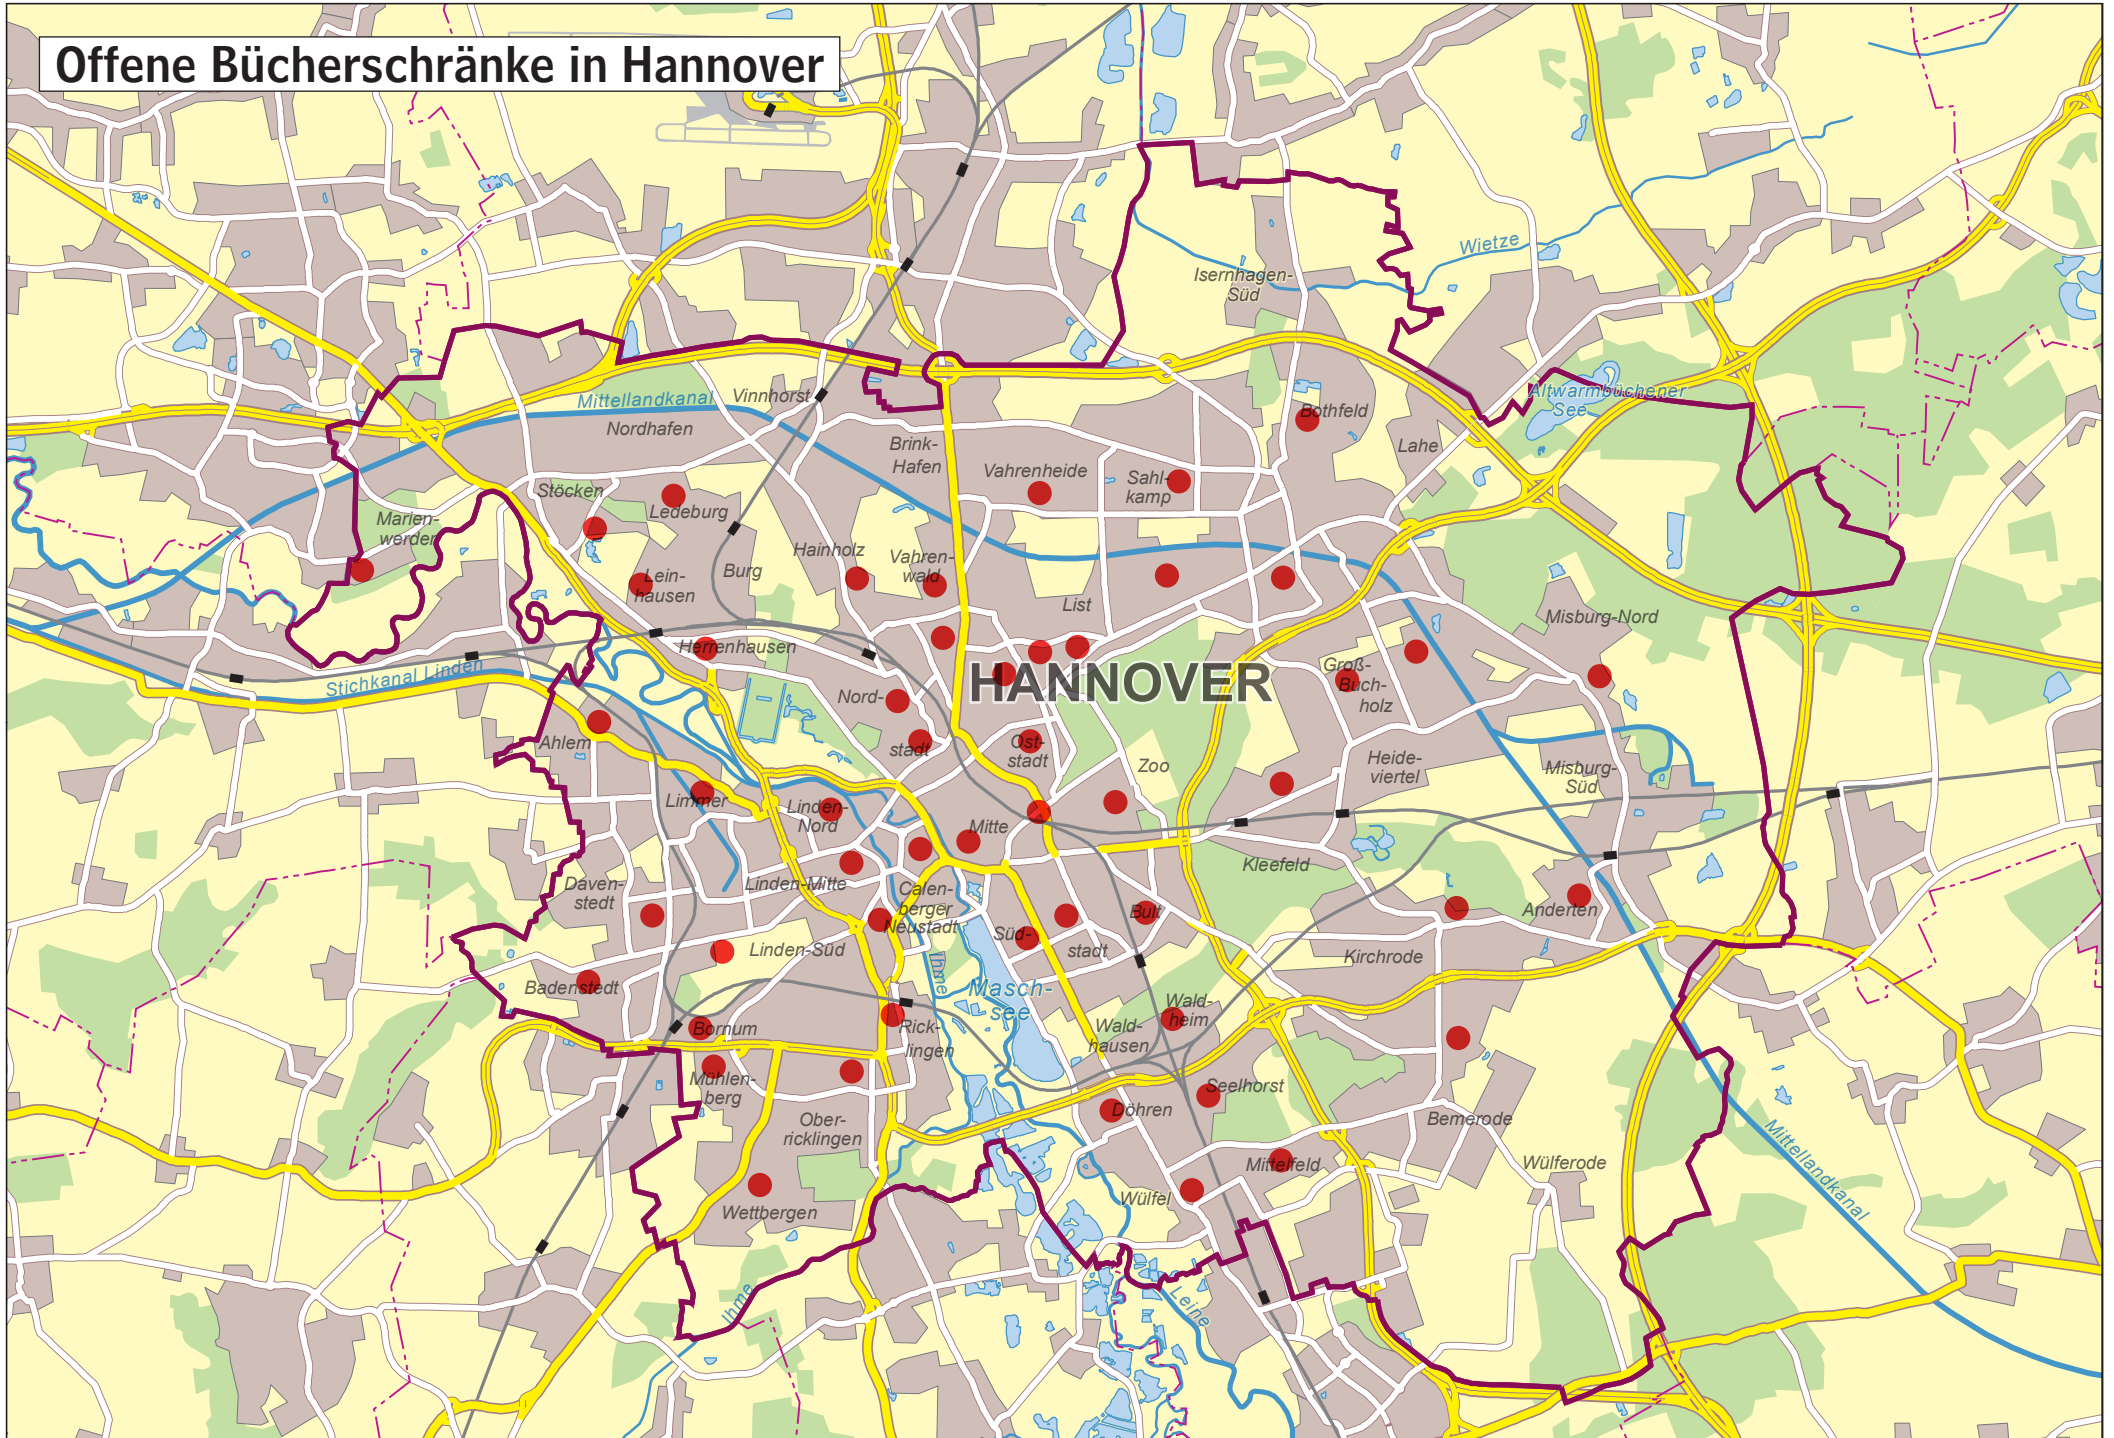 Offene Bücherschränke in Hannover
Isernhagen-
Süd
Wietze
Altwarmbüchener
See
Mittellandkanal
Vinnhorst
Nordhafen
Brink-
Hafen
Bothfeld
Lahe
Vahrenheide
Sahl-
kamp
Stöcken
Ledeburg
Marien-
werder
Hainholz
Vahren-
wald
Burg
Lein-
hausen
List
Misburg-Nord
Herrenhausen
Stichkanal Linden
Nord-
stadt
HANNOVER
Groß-
Buch-
holz
Ahlem
Ost-
stadt
Zoo
Heide-
viertel
Misburg-
Süd
Limmer
Linden-
Nord
Mitte
Kleefeld
Daven-
stedt
Linden-Mitte
Calen-
berger
Neustadt
Bult
Anderten
Süd-
stadt
Linden-Süd
Kirchrode
Badenstedt
Ihme
Masch-
see
Wald-
heim
Bornum
Rick-
lingen
Wald-
hausen
Mühlen-
berg
Seelhorst
Döhren
Ober-
ricklingen
Bemerode
Mittelfeld
Wülferode
Mittellandkanal
Wülfel
Wettbergen
Ihme
Leine